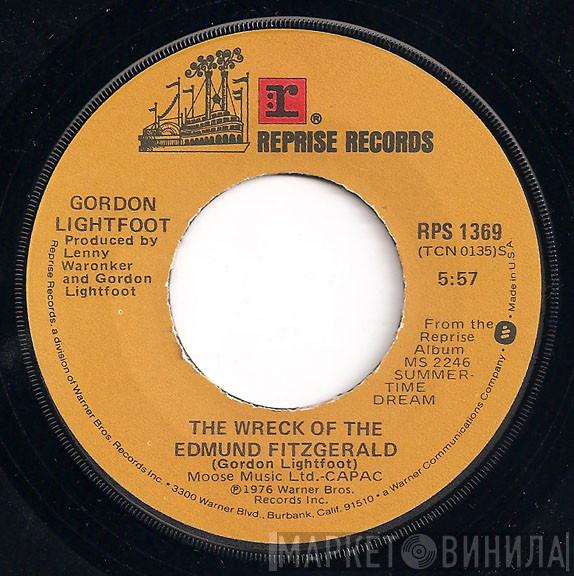 r
®
REPRISE RECORDS
GORDON
LIGHTFOOT
Produced by
Lenny
Waronker
and Gordon
Lightfoot
RPS 1369
(TCN 0135)S
5:57
From the
Reprise
Album
MS 2246
SUMMER-
TIME
DREAM
THE WRECK OF THE
EDMUND FITZGERALD
(Gordon Lightfoot)
Moose Music Ltd.-CAPAC
℗1976 Warner Bros.
Records Inc.
Reprise Records, a division of Warner Bros. Records Inc. • 3300 Warner Blvd., Burbank, Calif. 91510 • a Warner Communications Company • Made in U.S.A.
МАРКЕТ ВИНИЛА